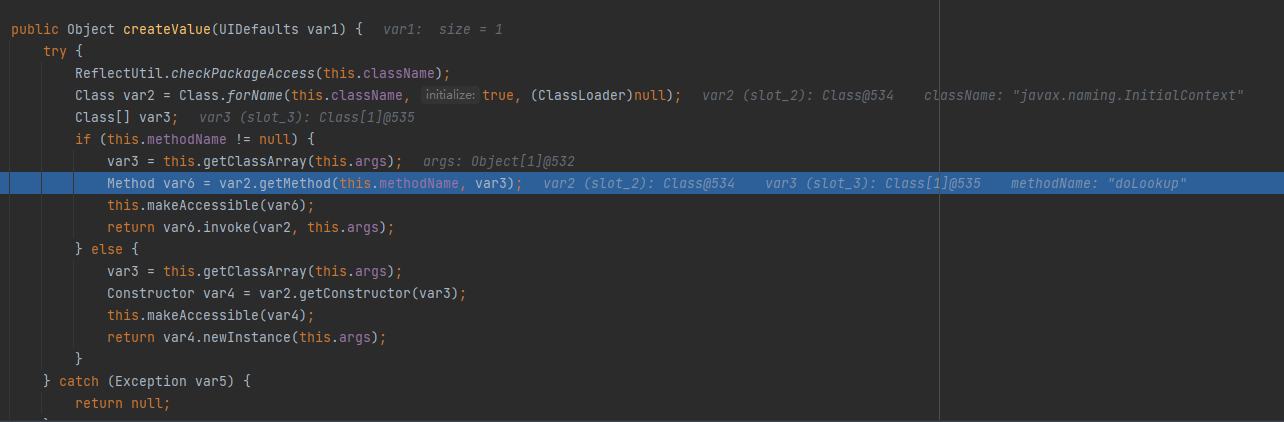 public Object createValue(UIDefaults var1) { var1: size = 1
try {
ReflectUtil.checkPackageAccess(this.className);
Class var2 = Class.forName(this.className, initialize: true, (ClassLoader)null); var2 (slot_2): Class@534 className: "javax.naming.InitialContext"
Class[] var3; var3 (slot_3): Class[1]@535
if (this.methodName != null) {
var3 = this.getClassArray(this.args); args: Object[1]@532
Method var6 = var2.getMethod(this.methodName, var3); var2 (slot_2): Class@534 var3 (slot_3): Class[1]@535 methodName: "doLookup"
this.makeAccessible(var6);
return var6.invoke(var2, this.args);
} else {
var3 = this.getClassArray(this.args);
Constructor var4 = var2.getConstructor(var3);
this.makeAccessible(var4);
return var4.newInstance(this.args);
}
} catch (Exception var5) {
return null;